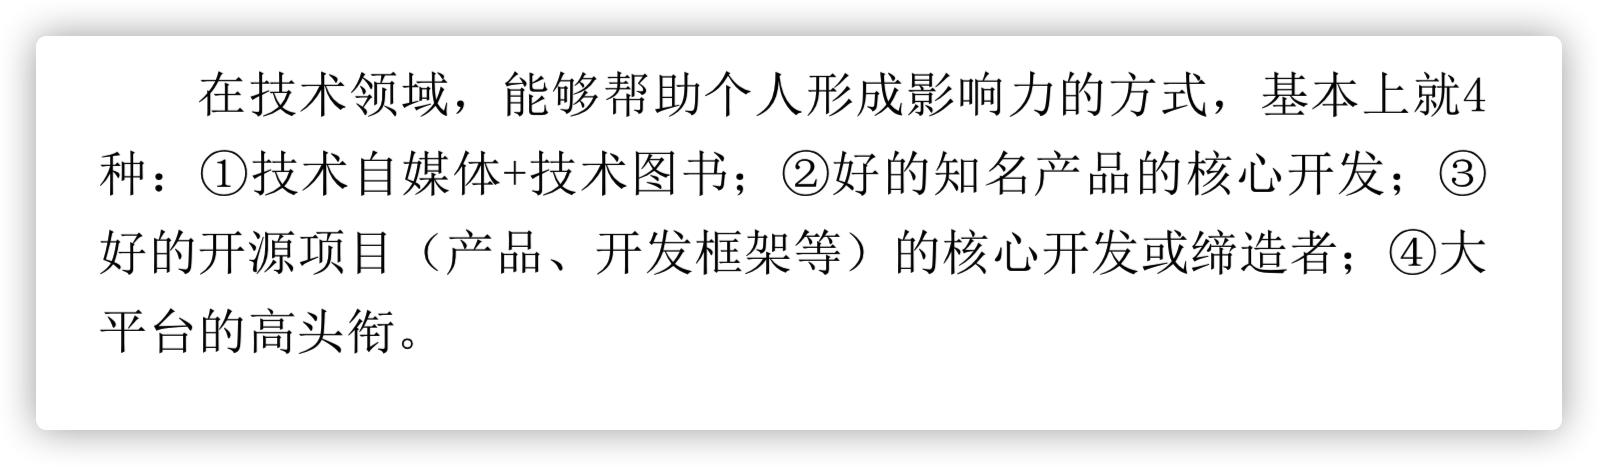 在技术领域，能够帮助个人形成影响力的方式，基本上就4
种：①技术自媒体+技术图书；②好的知名产品的核心开发；③
好的开源项目（产品、开发框架等）的核心开发或缔造者；④大
平台的高头衔。